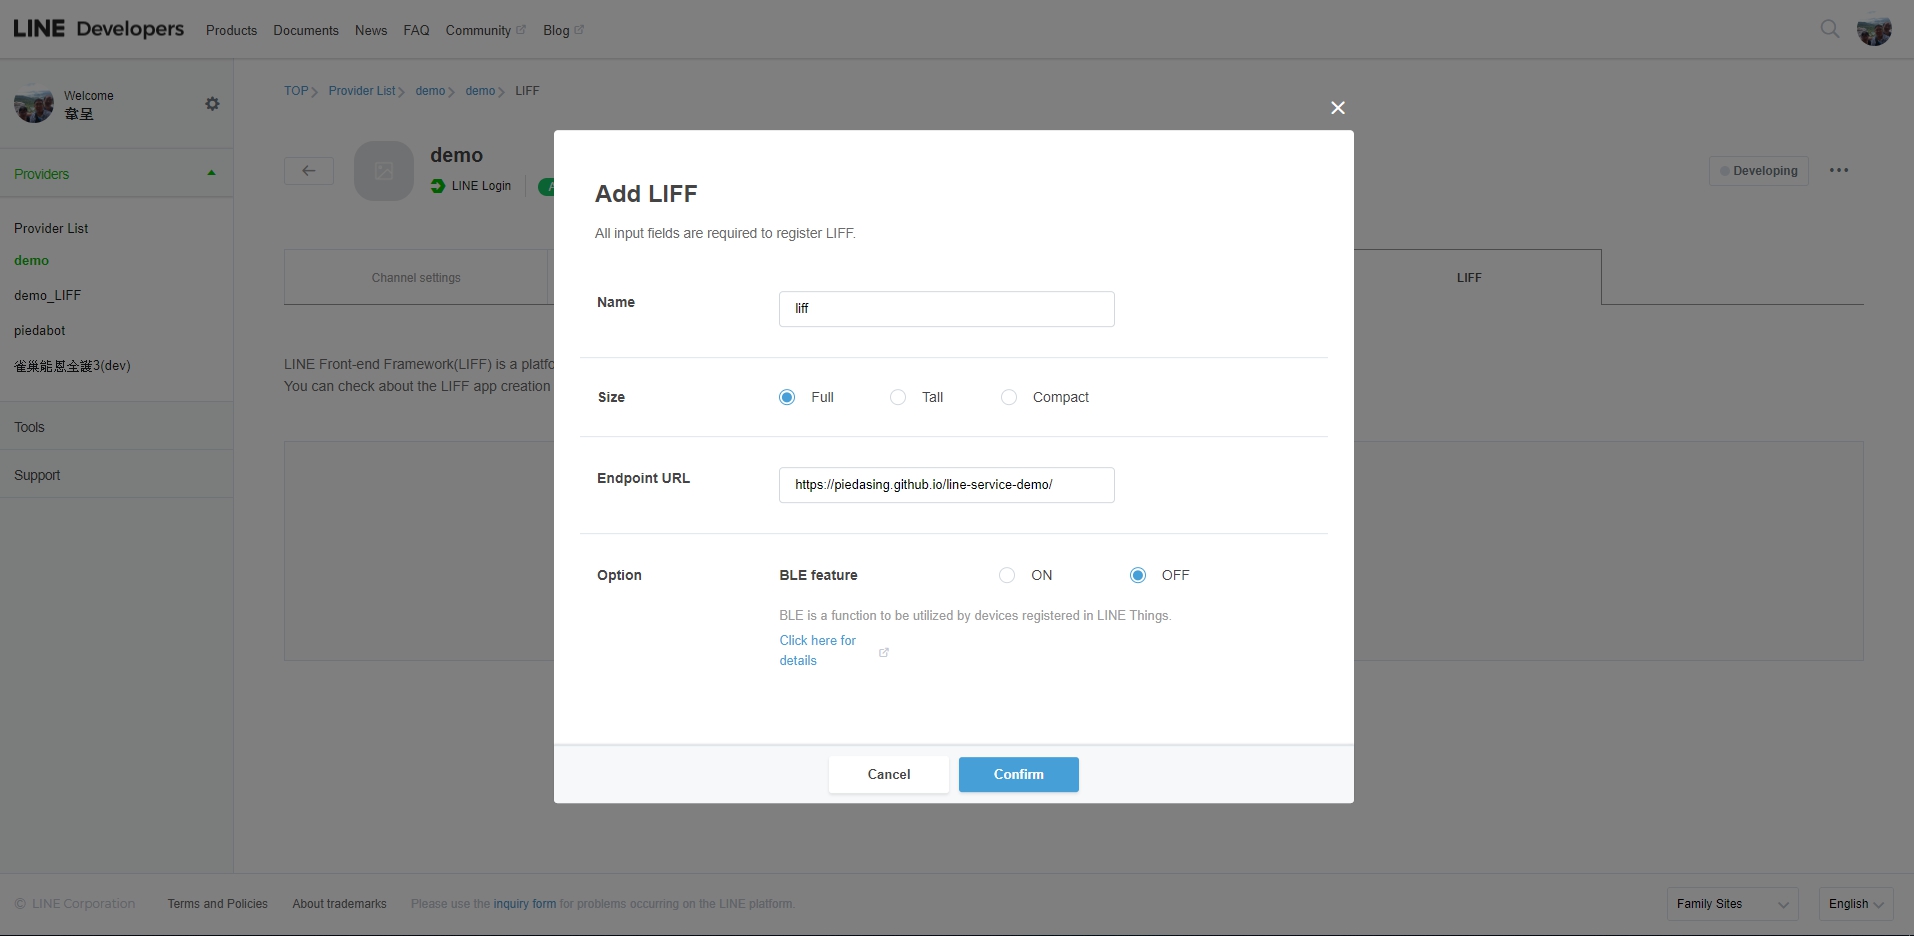 LINE Developers Products Documents News FAQ Community Blog
Welcome
韋呈
Providers
Provider List
demo
demo_LIFF
piedabot
雀巢能恩全護3(dev)
Tools
Support
TOP Provider List demo demo LIFF
demo
LINE Login
Developing
Channel settings
LIFF
LINE Front-end Framework(LIFF) is a platfo
You can check about the LIFF app creation
Add LIFF
All input fields are required to register LIFF.
Name
liff
Size
Full
Tall
Compact
Endpoint URL
https://piedasing.github.io/line-service-demo/
Option
BLE feature
ON
OFF
BLE is a function to be utilized by devices registered in LINE Things.
Click here for
details
Cancel
Confirm
© LINE Corporation
Terms and Policies
About trademarks
Please use the inquiry form for problems occurring on the LINE platform.
Family Sites
English